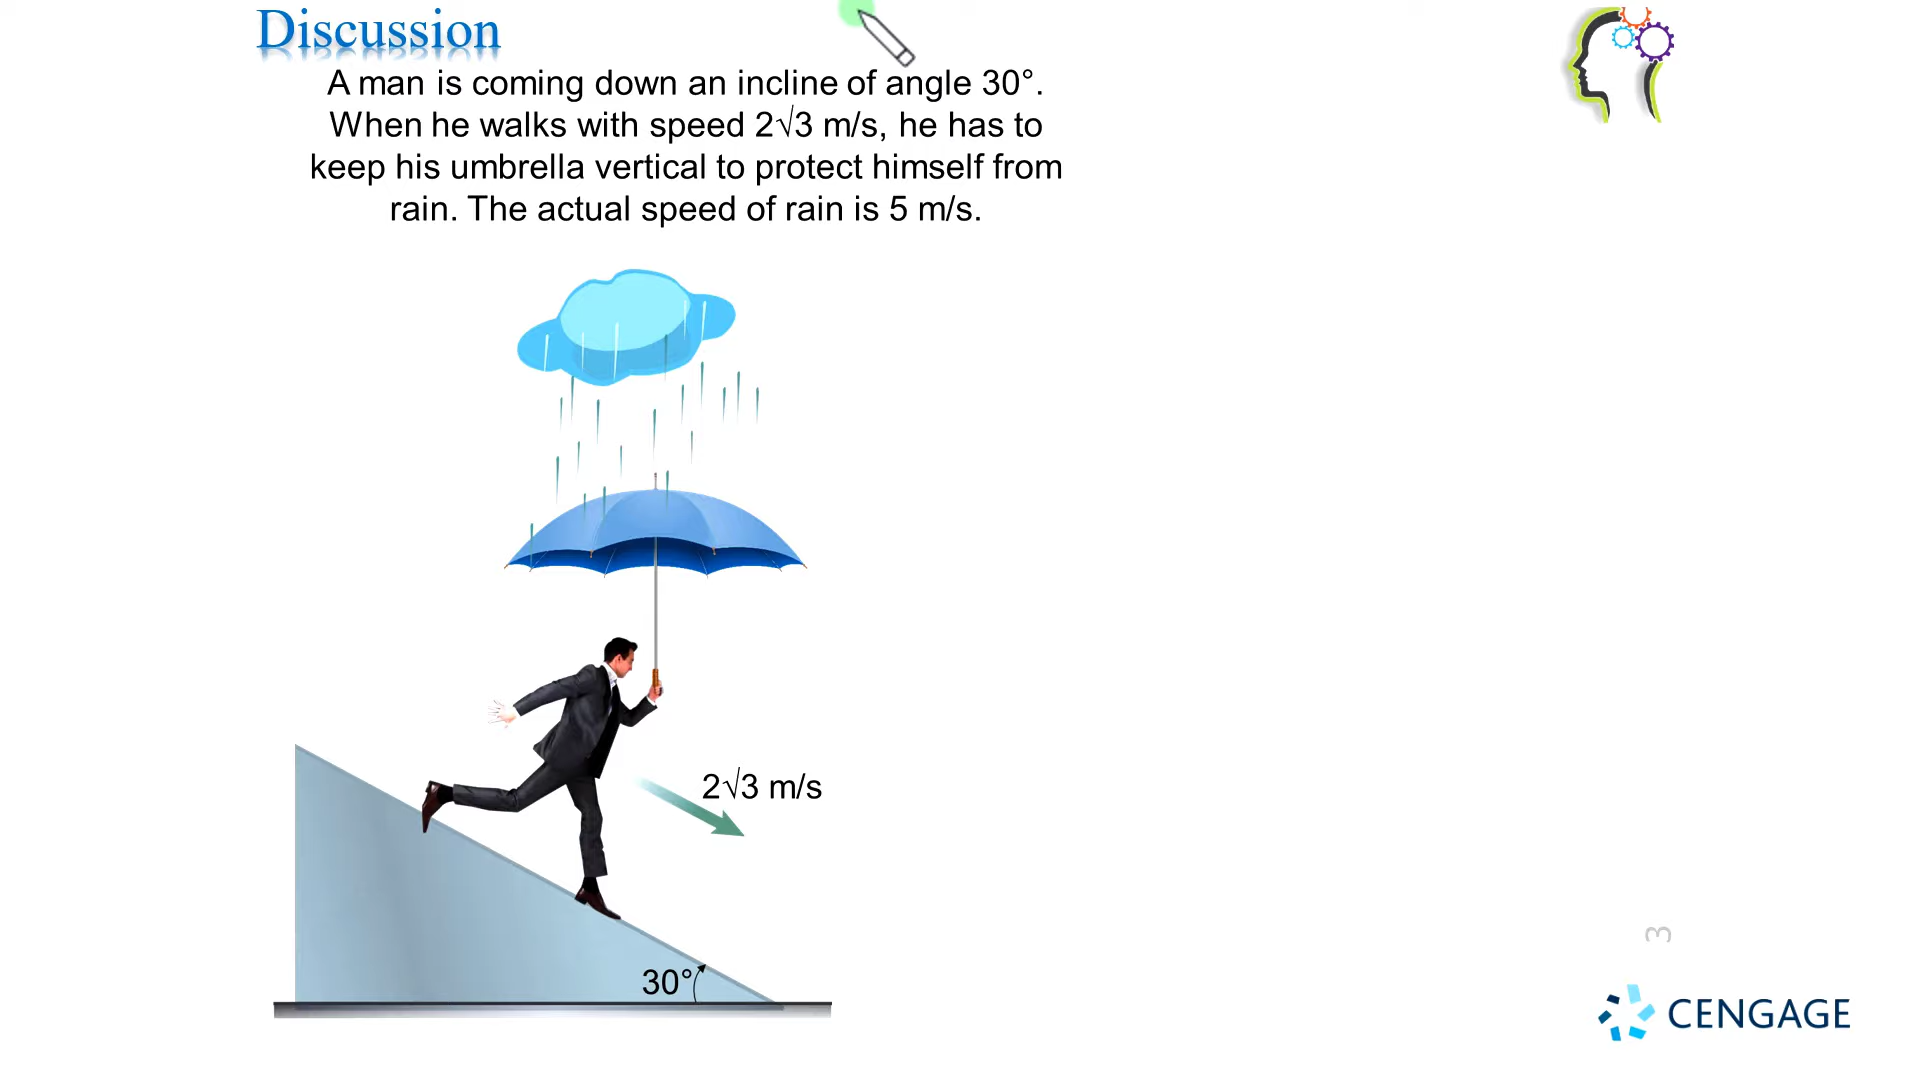 Discussion
A man is coming down an incline of angle 30°.
When he walks with speed 2√3 m/s, he has to
keep his umbrella vertical to protect himself from
rain. The actual speed of rain is 5 m/s.
2√3 m/s
30°
3
CENGAGE